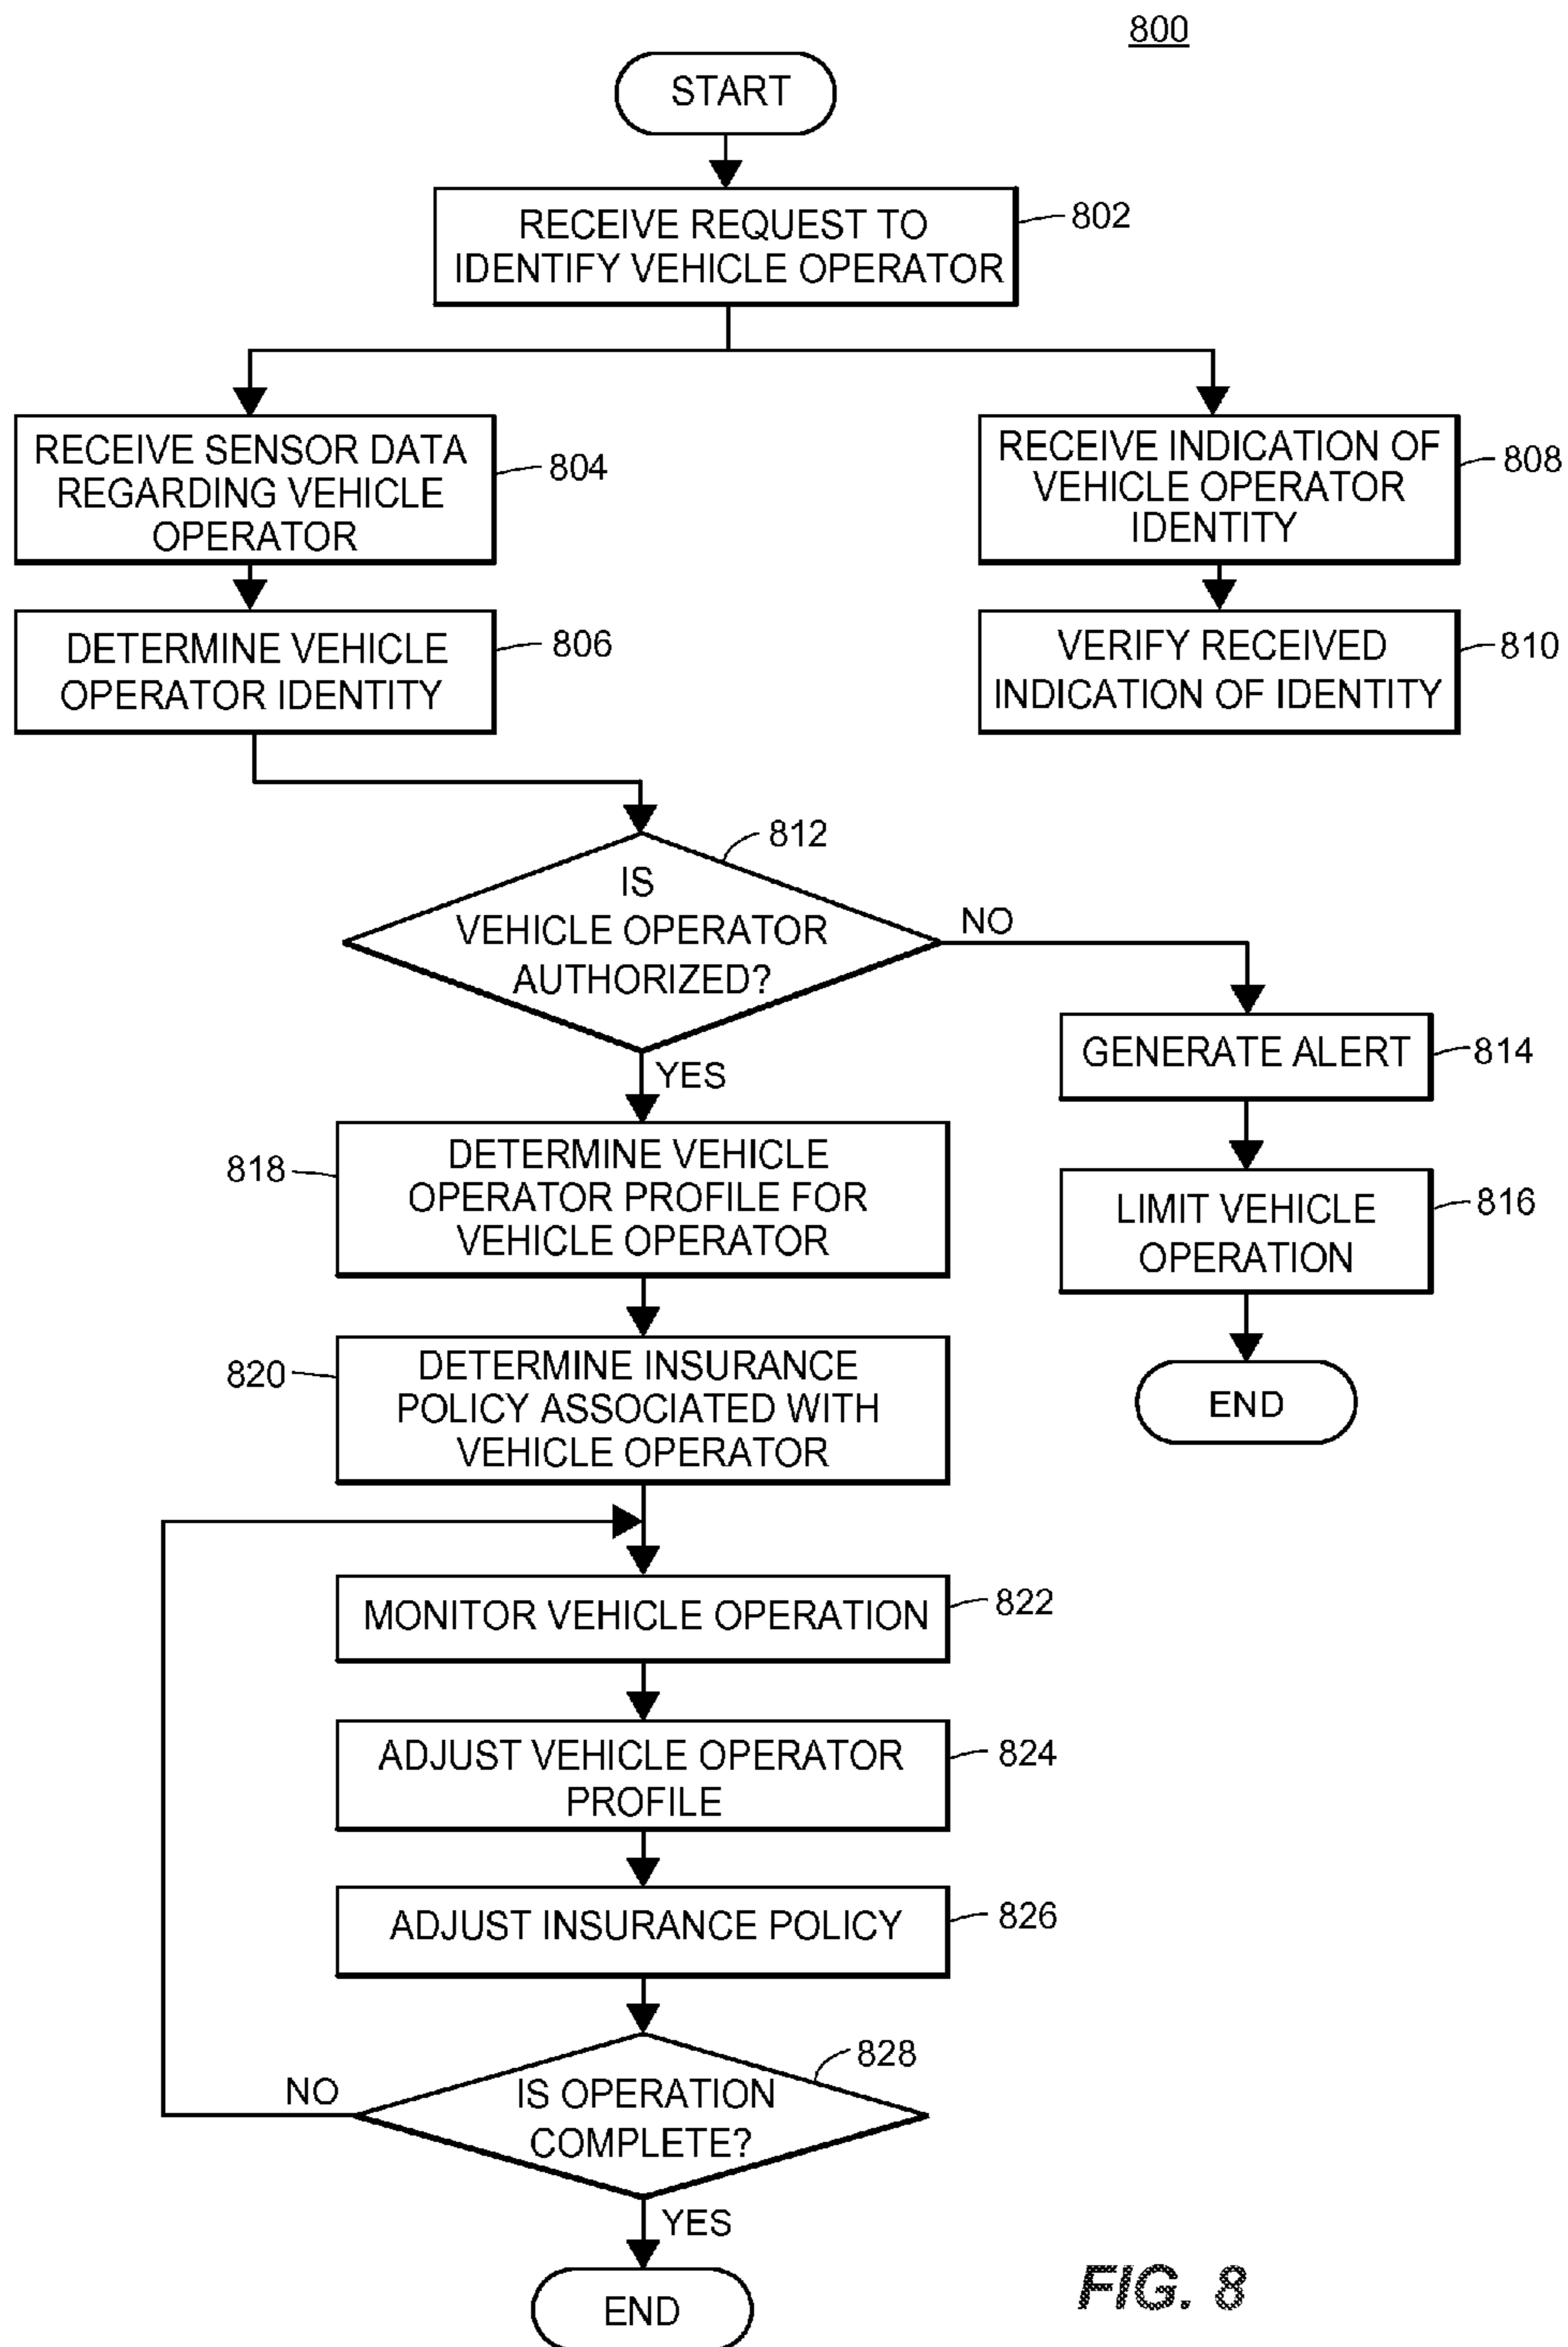 800
START
RECEIVE REQUEST TO
IDENTIFY VEHICLE OPERATOR
802
RECEIVE SENSOR DATA
REGARDING VEHICLE
OPERATOR
804
RECEIVE INDICATION OF
VEHICLE OPERATOR
IDENTITY
808
DETERMINE VEHICLE
OPERATOR IDENTITY
806
VERIFY RECEIVED
INDICATION OF IDENTITY
810
IS
VEHICLE OPERATOR
AUTHORIZED?
812
NO
YES
GENERATE ALERT
814
LIMIT VEHICLE
OPERATION
816
END
818
DETERMINE VEHICLE
OPERATOR PROFILE FOR
VEHICLE OPERATOR
820
DETERMINE INSURANCE
POLICY ASSOCIATED WITH
VEHICLE OPERATOR
MONITOR VEHICLE OPERATION
822
ADJUST VEHICLE OPERATOR
PROFILE
824
ADJUST INSURANCE POLICY
826
IS OPERATION
COMPLETE?
828
NO
YES
END
FIG. 8